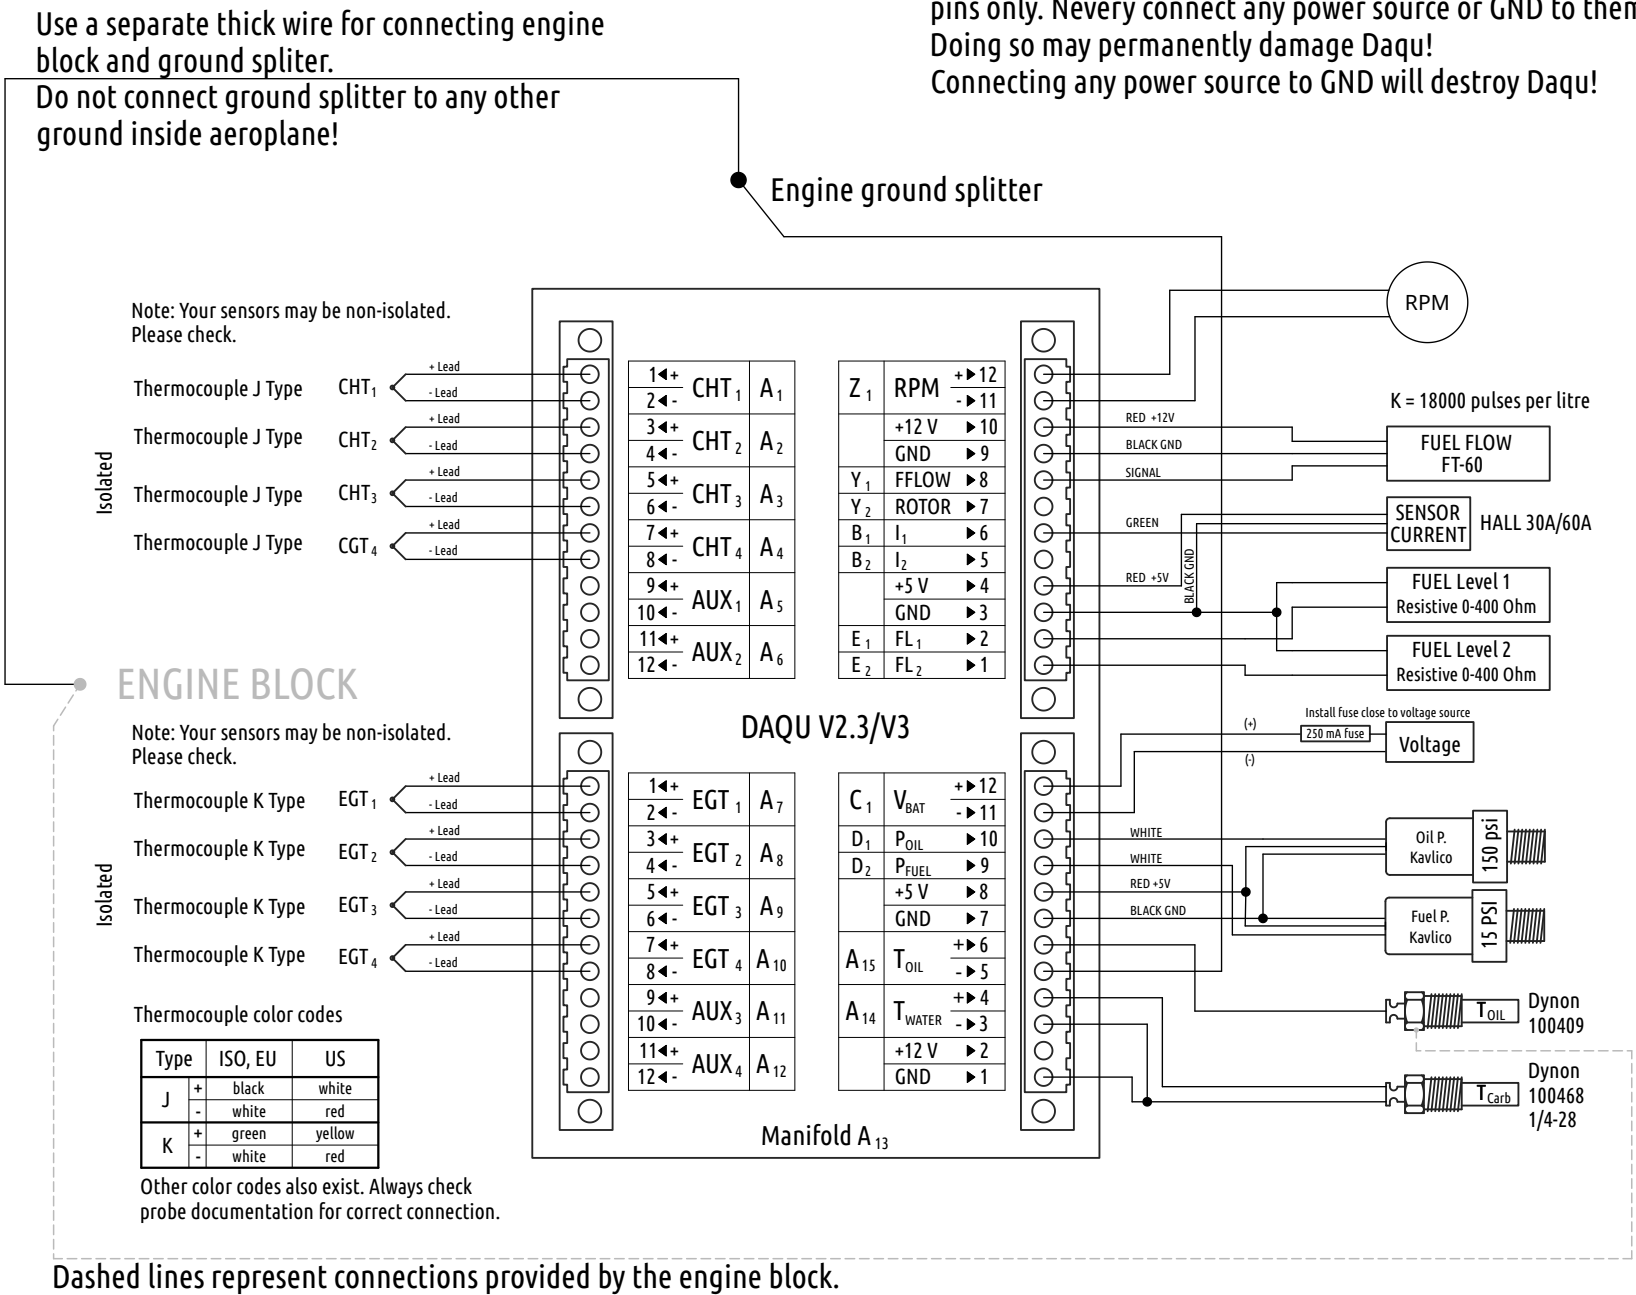 Use a separate thick wire for connecting engine
block and ground spliter.
Do not connect ground splitter to any other
ground inside aeroplane!
pins only. Nevery connect any power source or GND to them
Doing so may permanently damage Daqu!
Connecting any power source to GND will destroy Daqu!
Engine ground splitter
Note: Your sensors may be non-isolated.
Please check.
Isolated
Thermocouple J Type CHT1 + Lead - Lead
Thermocouple J Type CHT2 + Lead - Lead
Thermocouple J Type CHT3 + Lead - Lead
Thermocouple J Type CGT4 + Lead - Lead
1 + CHT1 A1
2 -
3 + CHT2 A2
4 -
5 + CHT3 A3
6 -
7 + CHT4 A4
8 -
9 + AUX1 A5
10 -
11 + AUX2 A6
12 -
Z1 RPM + 12
- 11
+12 V 10
GND 9
Y1 FFLOW 8
Y2 ROTOR 7
B1 I1 6
B2 I2 5
+5 V 4
GND 3
E1 FL1 2
E2 FL2 1
RPM
K = 18000 pulses per litre
RED +12V
BLACK GND
SIGNAL
FUEL FLOW
FT-60
GREEN
SENSOR
CURRENT
HALL 30A/60A
RED +5V
BLACK GND
FUEL Level 1
Resistive 0-400 Ohm
FUEL Level 2
Resistive 0-400 Ohm
ENGINE BLOCK
DAQU V2.3/V3
Note: Your sensors may be non-isolated.
Please check.
Isolated
Thermocouple K Type EGT1 + Lead - Lead
Thermocouple K Type EGT2 + Lead - Lead
Thermocouple K Type EGT3 + Lead - Lead
Thermocouple K Type EGT4 + Lead - Lead
1 + EGT1 A7
2 -
3 + EGT2 A8
4 -
5 + EGT3 A9
6 -
7 + EGT4 A10
8 -
9 + AUX3 A11
10 -
11 + AUX4 A12
12 -
C1 VBAT + 12
- 11
D1 POIL 10
D2 PFUEL 9
+5 V 8
GND 7
A15 TOIL + 6
- 5
A14 TWATER + 4
- 3
+12 V 2
GND 1
Manifold A13
Install fuse close to voltage source
(+) 250 mA fuse Voltage
(-)
WHITE
WHITE
RED +5V
BLACK GND
Oil P.
Kavlico
150 psi
Fuel P.
Kavlico
15 PSI
TOIL
Dynon
100409
TCarb
Dynon
100468
1/4-28
Thermocouple color codes
Type ISO, EU US
J + black white
- white red
K + green yellow
- white red
Other color codes also exist. Always check
probe documentation for correct connection.
Dashed lines represent connections provided by the engine block.